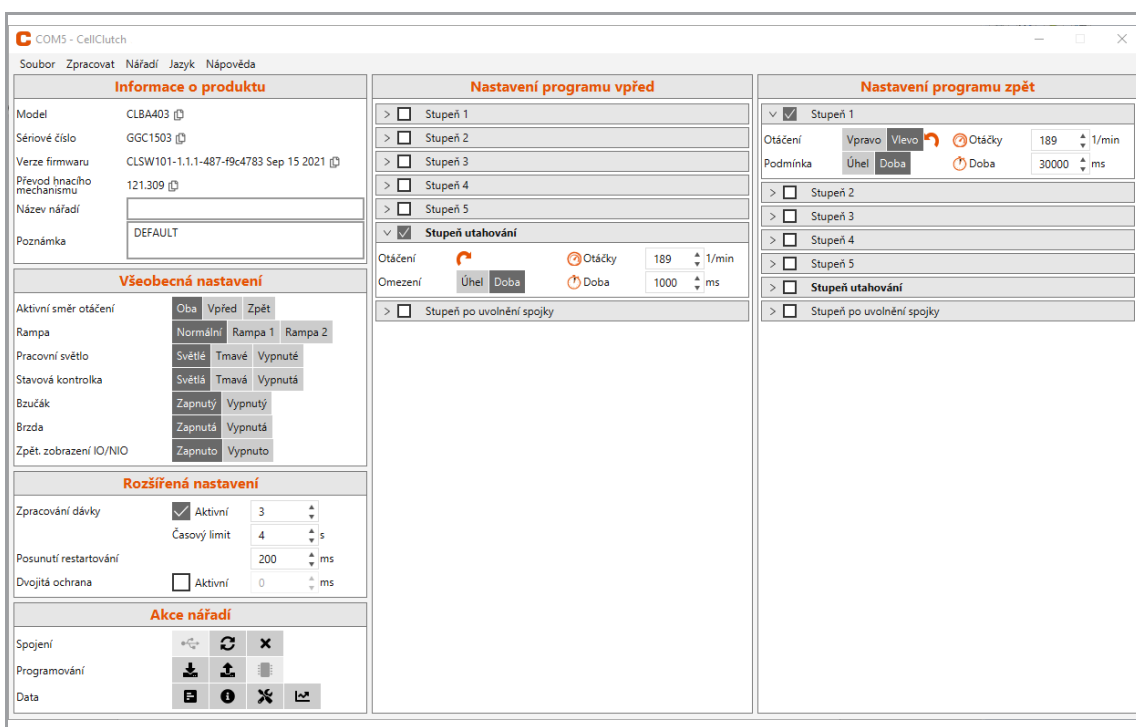 COM5 - CellClutch
Soubor Zpracovat Nářadí Jazyk Nápověda
Informace o produktu
Model CLBA403
Sériové číslo GGC1503
Verze firmwaru CLSW101-1.1.1-487-f9c4783 Sep 15 2021
Převod hnacího
mechanismu 121.309
Název nářadí
Poznámka DEFAULT
Všeobecná nastavení
Aktivní směr otáčení Oba Vpřed Zpět
Rampa Normální Rampa 1 Rampa 2
Pracovní světlo Světlé Tmavé Vypnuté
Stavová kontrolka Světlá Tmavá Vypnutá
Bzučák Zapnutý Vypnutý
Brzda Zapnutá Vypnutá
Zpět. zobrazení IO/NIO Zapnuto Vypnuto
Rozšířená nastavení
Zpracování dávky Aktivní 3
Časový limit 4 s
Posunutí restartování 200 ms
Dvojitá ochrana Aktivní 0 ms
Akce nářadí
Spojení
Programování
Data
Nastavení programu vpřed
Stupeň 1
Stupeň 2
Stupeň 3
Stupeň 4
Stupeň 5
Stupeň utahování
Otáčení Otáčky 189 1/min
Omezení Úhel Doba Doba 1000 ms
Stupeň po uvolnění spojky
Nastavení programu zpět
Stupeň 1
Otáčení Vpravo Vlevo Otáčky 189 1/min
Podmínka Úhel Doba Doba 30000 ms
Stupeň 2
Stupeň 3
Stupeň 4
Stupeň 5
Stupeň utahování
Stupeň po uvolnění spojky